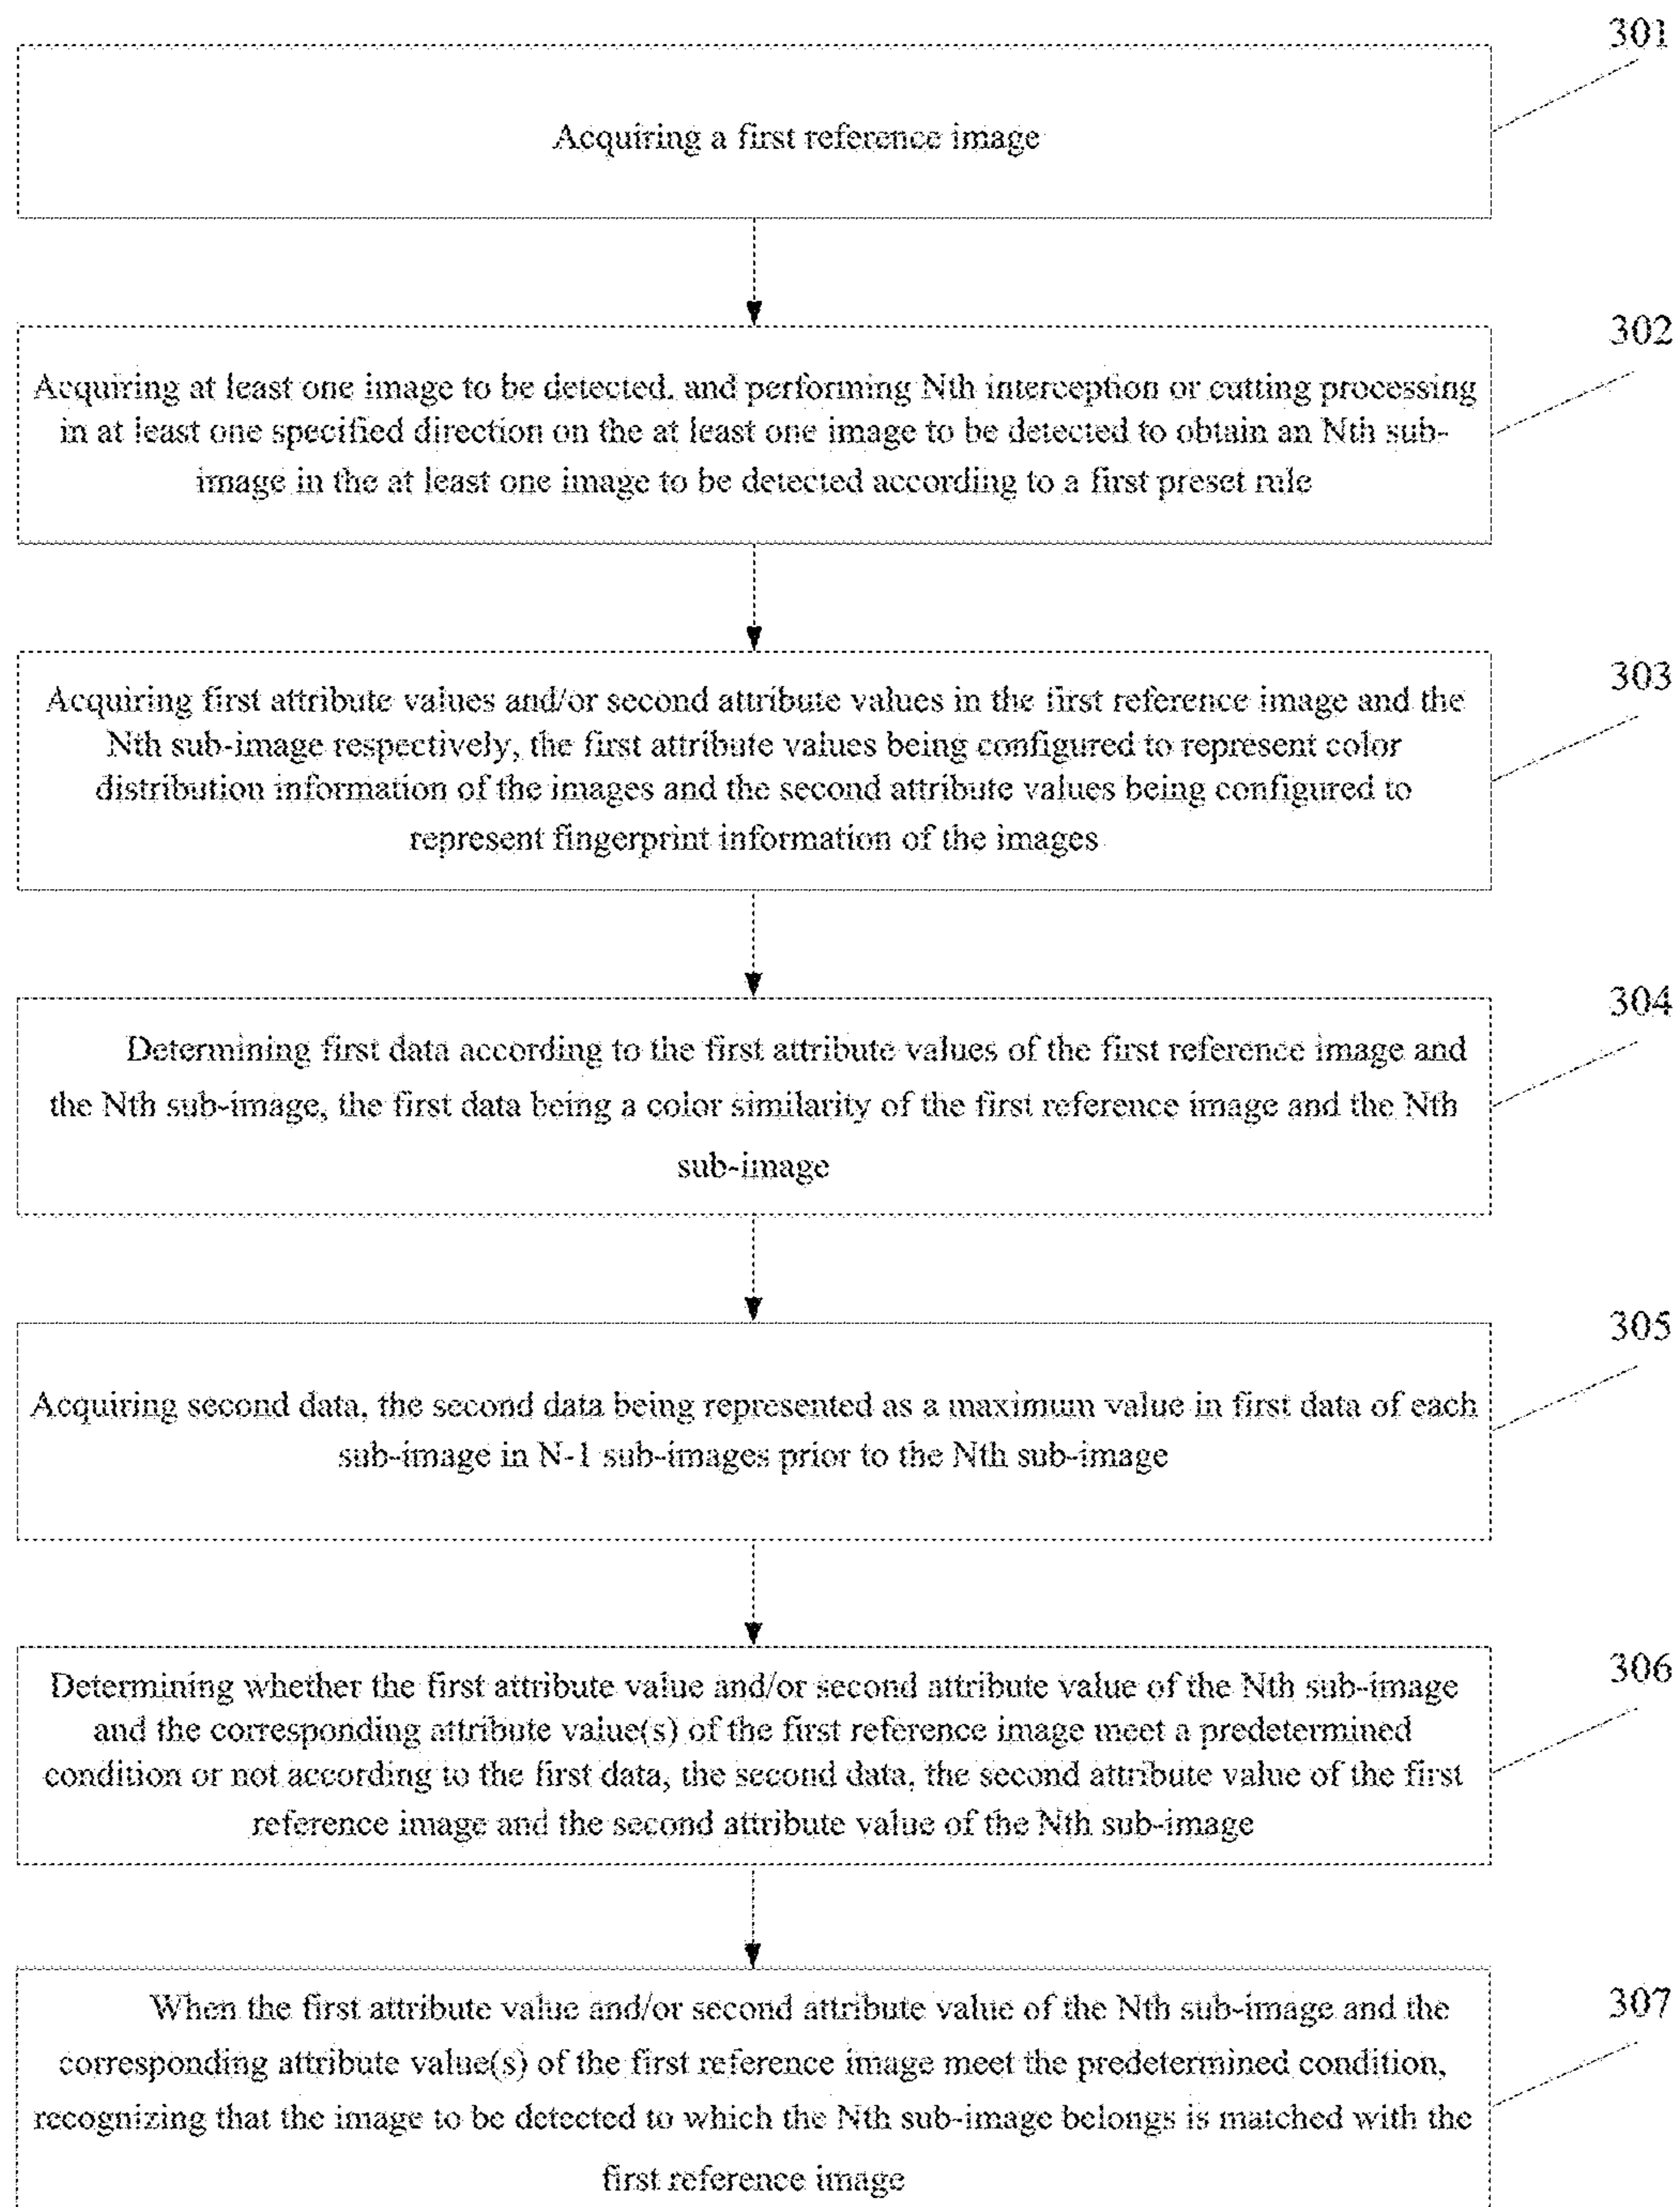 301
Acquiring a first reference image
302
Acquiring at least one image to be detected, and performing Nth interception or cutting processing
in at least one specified direction on the at least one image to be detected to obtain an Nth sub-
image in the at least one image to be detected according to a first preset rule
303
Acquiring first attribute values and/or second attribute values in the first reference image and the
Nth sub-image respectively, the first attribute values being configured to represent color
distribution information of the images and the second attribute values being configured to
represent fingerprint information of the images
304
Determining first data according to the first attribute values of the first reference image and
the Nth sub-image, the first data being a color similarity of the first reference image and the Nth
sub-image
305
Acquiring second data, the second data being represented as a maximum value in first data of each
sub-image in N-1 sub-images prior to the Nth sub-image
306
Determining whether the first attribute value and/or second attribute value of the Nth sub-image
and the corresponding attribute value(s) of the first reference image meet a predetermined
condition or not according to the first data, the second data, the second attribute value of the first
reference image and the second attribute value of the Nth sub-image
307
When the first attribute value and/or second attribute value of the Nth sub-image and the
corresponding attribute value(s) of the first reference image meet the predetermined condition,
recognizing that the image to be detected to which the Nth sub-image belongs is matched with the
first reference image